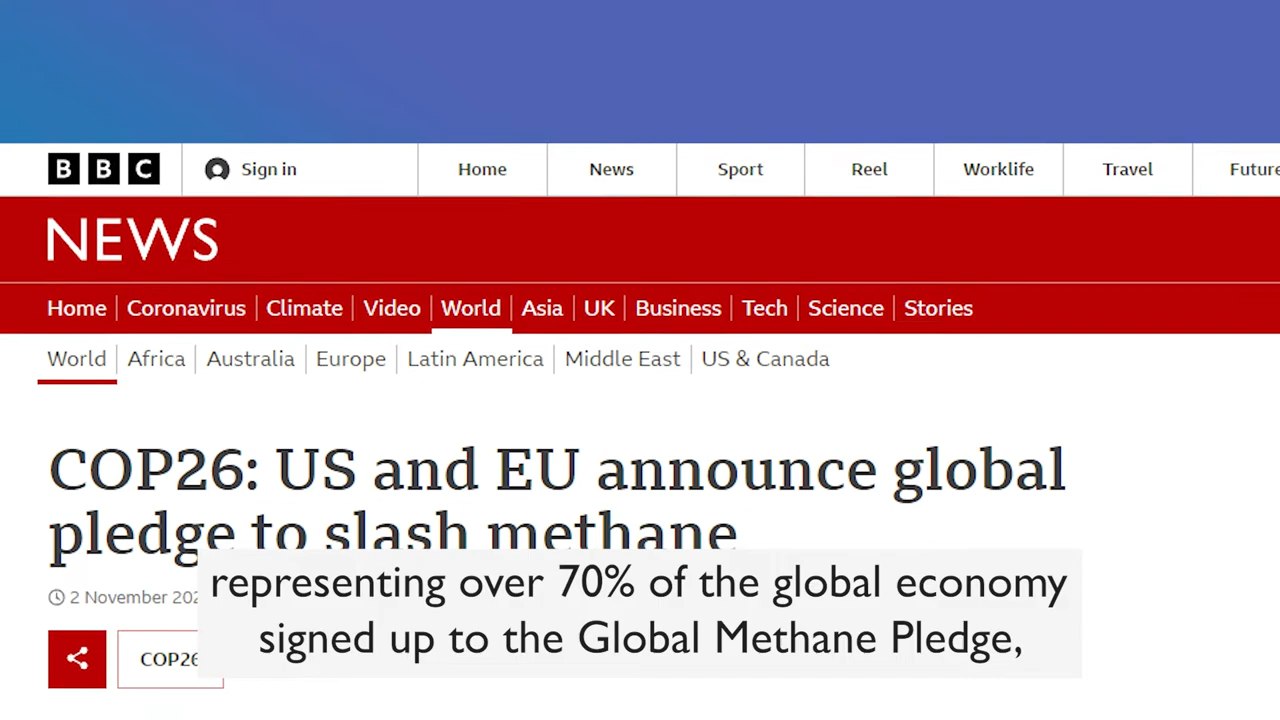 BBC Sign in Home News Sport Reel Worklife Travel Future
NEWS
Home Coronavirus Climate Video World Asia UK Business Tech Science Stories
World Africa Australia Europe Latin America Middle East US & Canada
COP26: US and EU announce global
pledge to slash methane
2 November 202
COP26
representing over 70% of the global economy
signed up to the Global Methane Pledge,